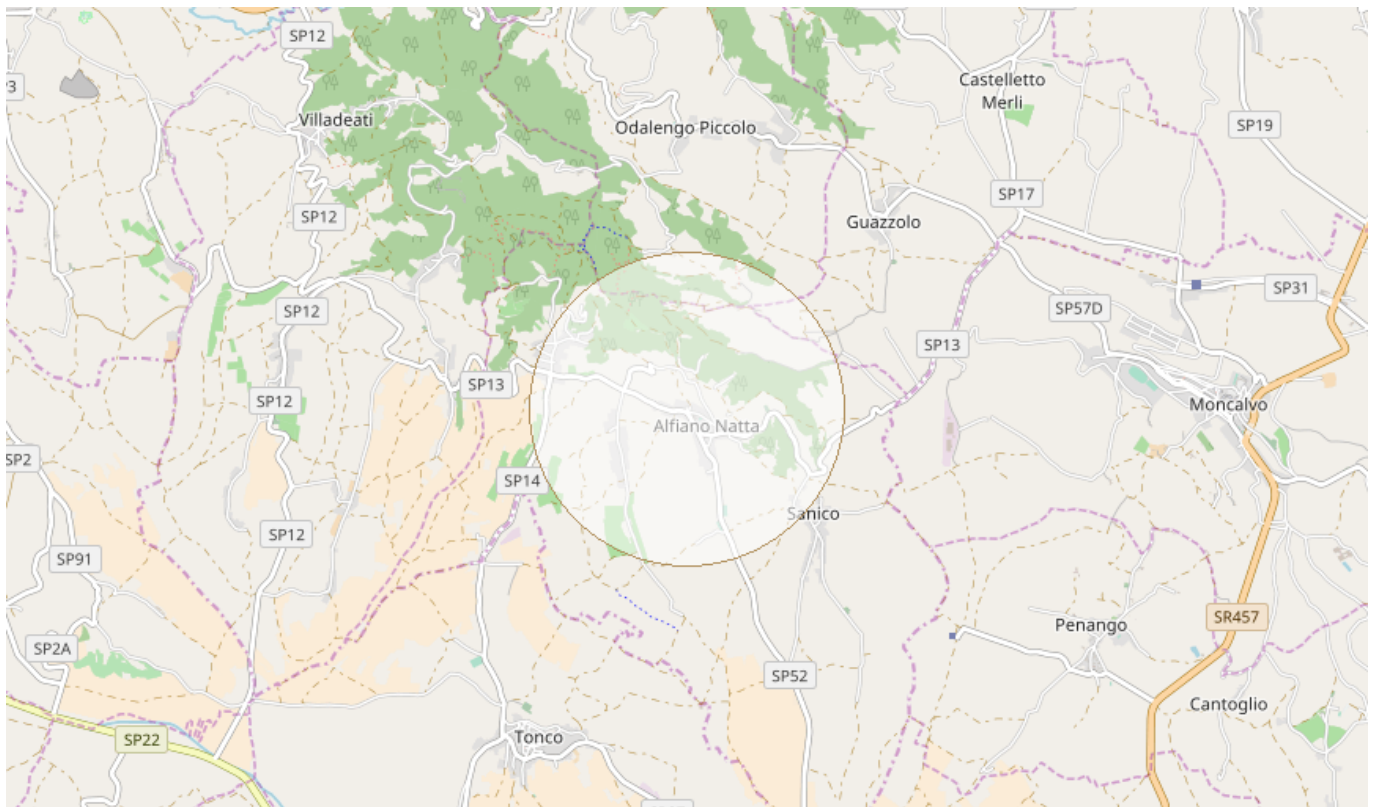 SP12
Castelletto
Merli
Villadeati
Odalengo Piccolo
SP19
SP17
SP12
Guazzolo
SP31
SP12
SP57D
SP13
SP13
SP12
Moncalvo
Alfiano Natta
SP2
SP14
Sanico
SP12
SP91
SR457
Penango
SP2A
SP52
Cantoglio
SP22
Tonco